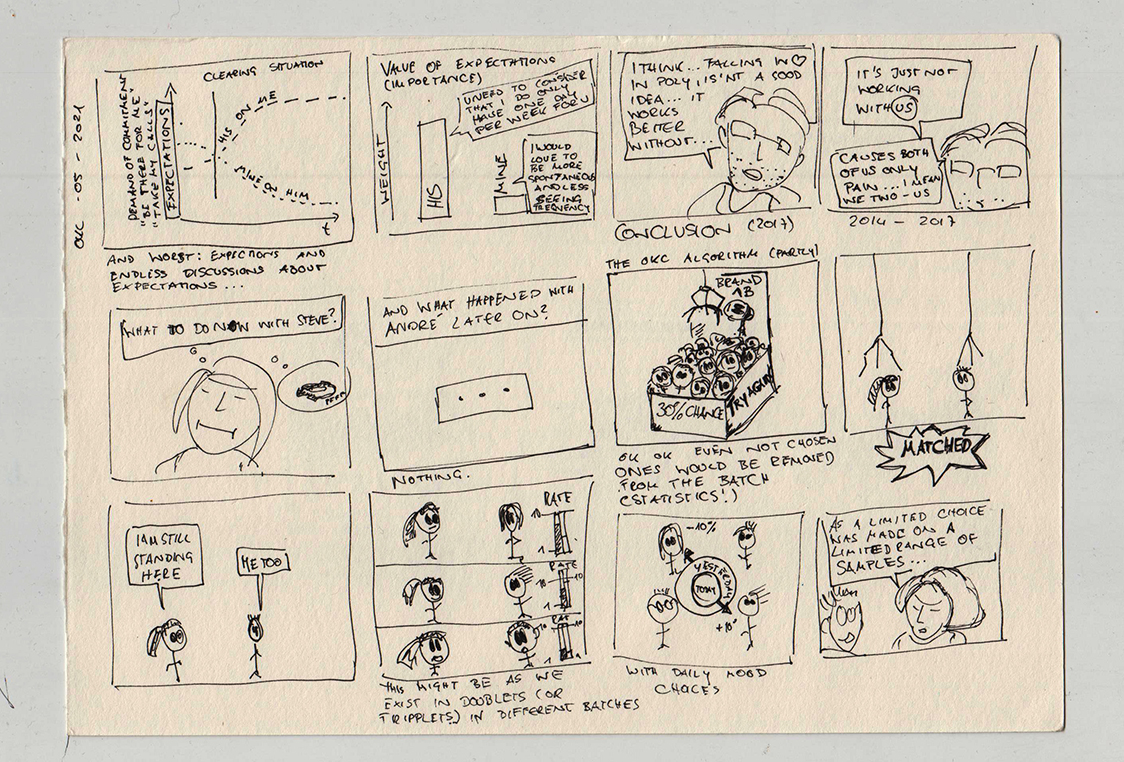 OKC -05-2021
CLEARING SITUATION
DEMAND OF COMMITMENT
"BE THERE FOR ME"
"TAKE MY CALLS"
EXPECTATIONS
HIS ON ME
MINE ON HIM
t
AND WORST: EXPECTIONS AND
ENDLESS DISCUSSIONS ABOUT
EXPECTATIONS...
VALUE OF EXPECTATIONS
(IMPORTANCE)
WEIGHT
HIS
MINE
U NEED TO CONSIDER
THAT I DO ONLY
HAVE ONE DAY
PER WEEK FOR U
I WOULD
LOVE TO
BE MORE
SPONTANEOUS
AND LESS
SEEING
FREQUENCY
I THINK... FALLING IN ♡
IN POLY, IS'NT A GOOD
IDEA... IT
WORKS
BETTER
WITHOUT...
CONCLUSION (2017)
IT'S JUST NOT
WORKING
WITH US
CAUSES BOTH
OF US ONLY
PAIN... I MEAN
WE TWO-US
2014 - 2017
WHAT TO DO NOW WITH STEVE?
AND WHAT HAPPENED WITH
ANDRÉ LATER ON?
...
NOTHING.
THE OKC ALGORITHM (PARTLY)
BRAND
1B
30% CHANCE
TRY AGAIN!
OK OK EVEN NOT CHOSEN
ONES WOULD BE REMOVED
FROM THE BATCH
(STATISTICS!)
MATCHED
I AM STILL
STANDING
HERE
ME TOO
RATE
10
1
RATE
10
1
10
RAT
10
1
THIS MIGHT BE AS WE
EXIST IN DOUBLETS (OR
TRIPPLETS) IN DIFFERENT BATCHES
-10%
YESTERDAY
TODAY
+10°
WITH DAILY MOOD
CHOICES
AS A LIMITED CHOICE
WAS MADE ON A
LIMITED RANGE OF
SAMPLES...